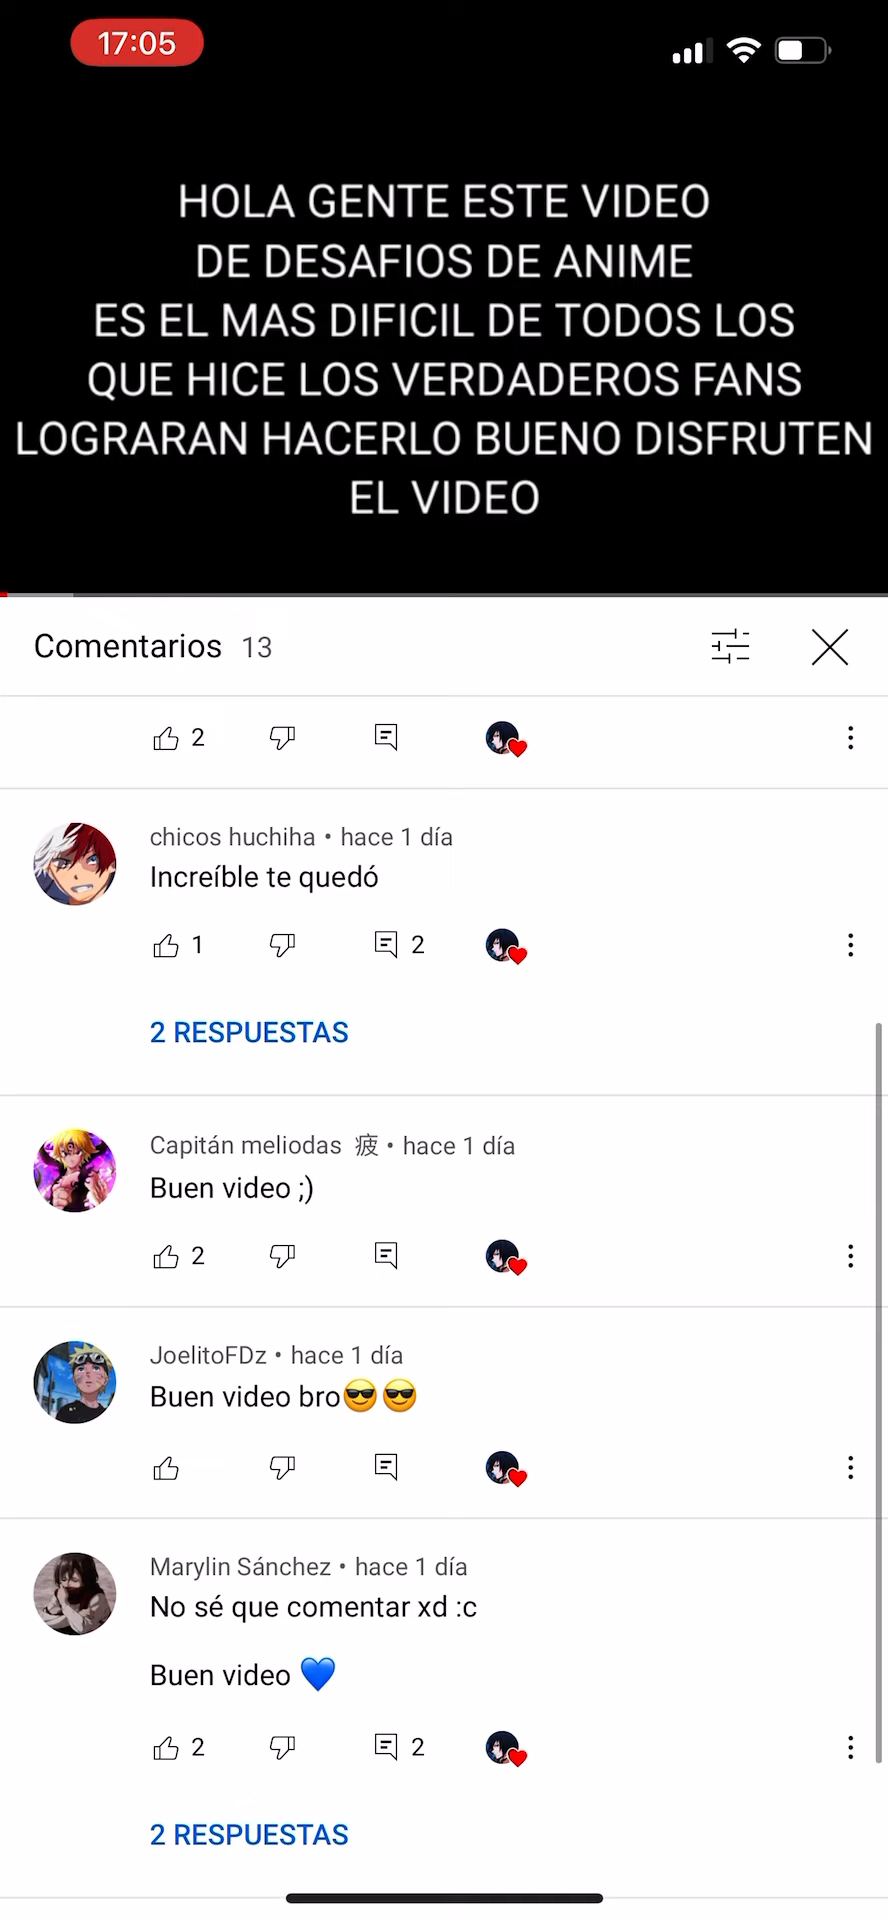 17:05
HOLA GENTE ESTE VIDEO
DE DESAFIOS DE ANIME
ES EL MAS DIFICIL DE TODOS LOS
QUE HICE LOS VERDADEROS FANS
LOGRARAN HACERLO BUENO DISFRUTEN
EL VIDEO
Comentarios 13
2
chicos huchiha • hace 1 día
Increíble te quedó
1 2
2 RESPUESTAS
Capitán meliodas 疲 • hace 1 día
Buen video ;)
2
JoelitoFDz • hace 1 día
Buen video bro😎😎
Marylin Sánchez • hace 1 día
No sé que comentar xd :c
Buen video 💙
2 2
2 RESPUESTAS